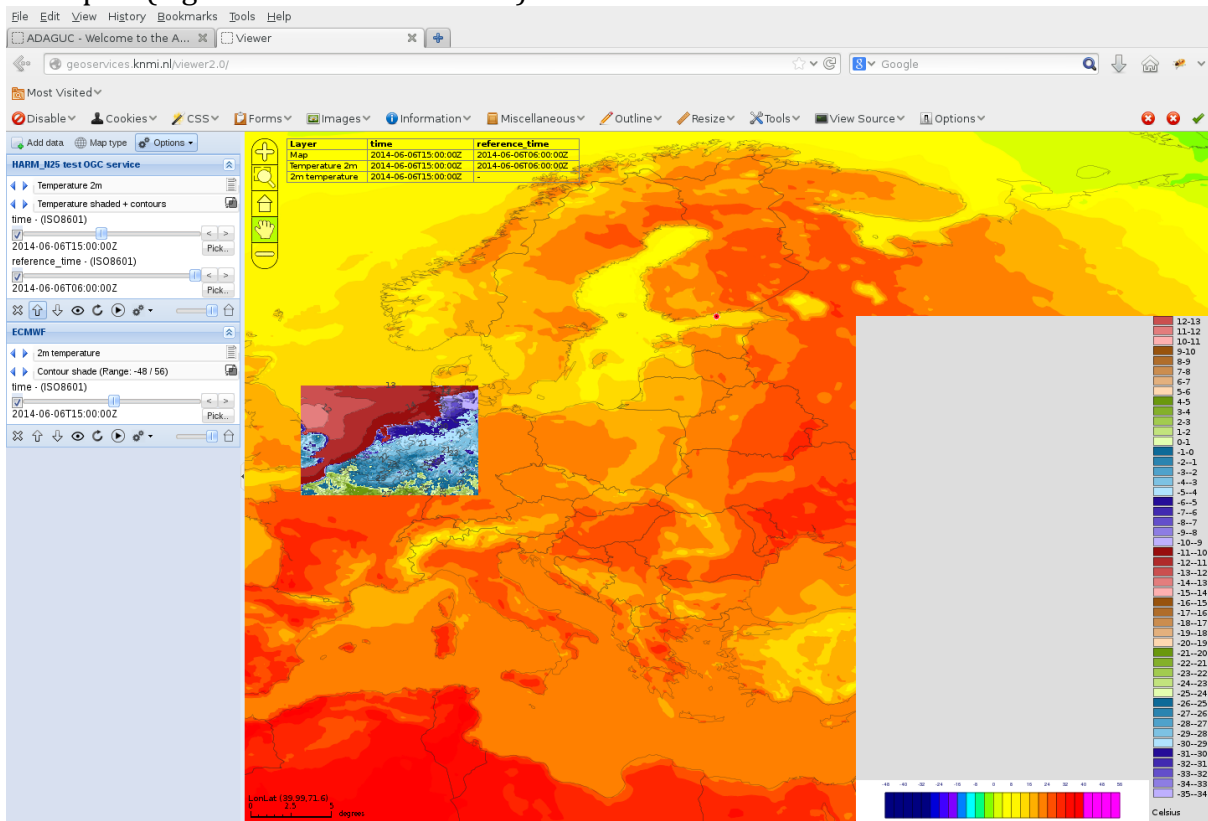 File Edit View History Bookmarks Tools Help
ADAGUC - Welcome to the A... Viewer
geoservices.knmi.nl/viewer2.0/ Google
Most Visited
Disable Cookies CSS Forms Images Information Miscellaneous Outline Resize Tools View Source Options
Add data Map type Options
HARM_N25 test OGC service
Temperature 2m
Temperature shaded + contours
time - (ISO8601)
< >
2014-06-06T15:00:00Z Pick..
reference_time - (ISO8601)
< >
2014-06-06T06:00:00Z Pick..
ECMWF
2m temperature
Contour shade (Range: -48 / 56)
time - (ISO8601)
< >
2014-06-06T15:00:00Z Pick..
Layer time reference_time
Map 2014-06-06T15:00:00Z 2014-06-06T06:00:00Z
Temperature 2m 2014-06-06T15:00:00Z 2014-06-06T06:00:00Z
2m temperature 2014-06-06T15:00:00Z -
12-13
11-12
10-11
9-10
8-9
7-8
6-7
5-6
4-5
3-4
2-3
1-2
0-1
-1-0
-2--1
-3--2
-4--3
-5--4
-6--5
-7--6
-8--7
-9--8
-10--9
-11--10
-12--11
-13--12
-14--13
-15--14
-16--15
-17--16
-18--17
-19--18
-20--19
-21--20
-22--21
-23--22
-24--23
-25--24
-26--25
-27--26
-28--27
-29--28
-30--29
-31--30
-32--31
-33--32
-34--33
-35--34
Celsius
-48 -40 -32 -24 -16 -8 0 8 16 24 32 40 48 56
LonLat (39.99,71.6)
0 2.5 5
degrees